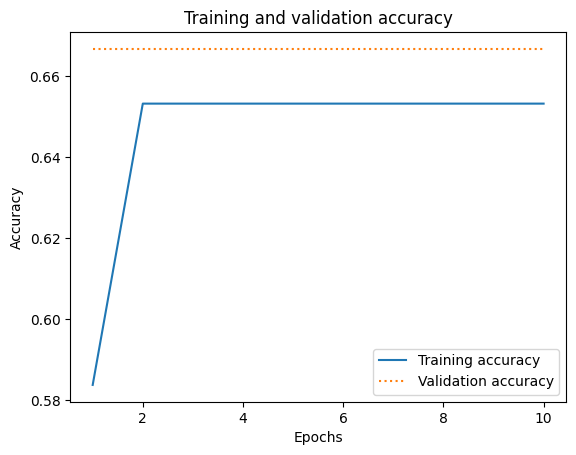 Training and validation accuracy
Accuracy
0.66
0.64
0.62
0.60
0.58
Training accuracy
Validation accuracy
2
4
6
8
10
Epochs